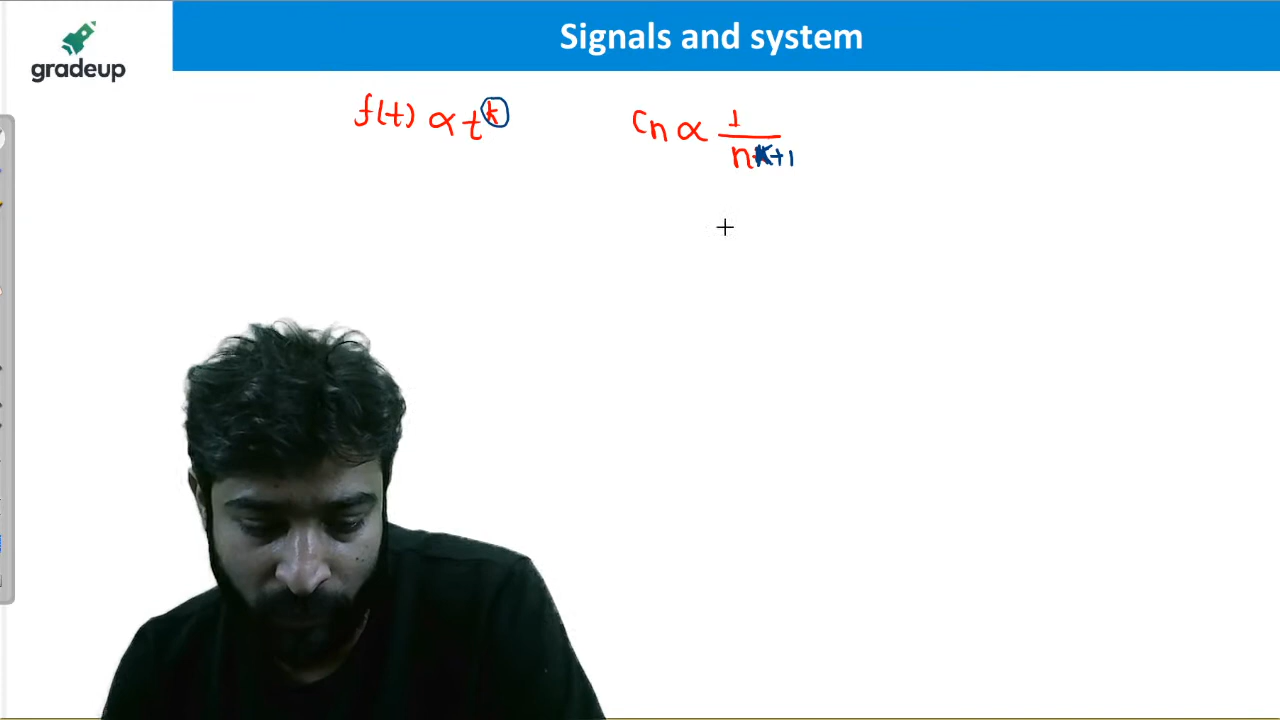 Signals and system
gradeup
f(t) ∝ t^k
Cn ∝ 1/n^k+1